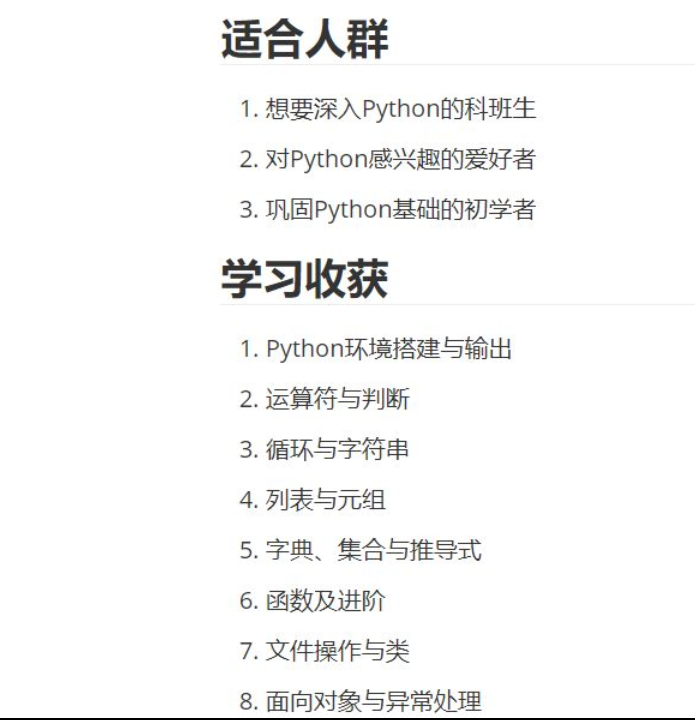 适合人群
1. 想要深入Python的科班生
2. 对Python感兴趣的爱好者
3. 巩固Python基础的初学者
学习收获
1. Python环境搭建与输出
2. 运算符与判断
3. 循环与字符串
4. 列表与元组
5. 字典、集合与推导式
6. 函数及进阶
7. 文件操作与类
8. 面向对象与异常处理